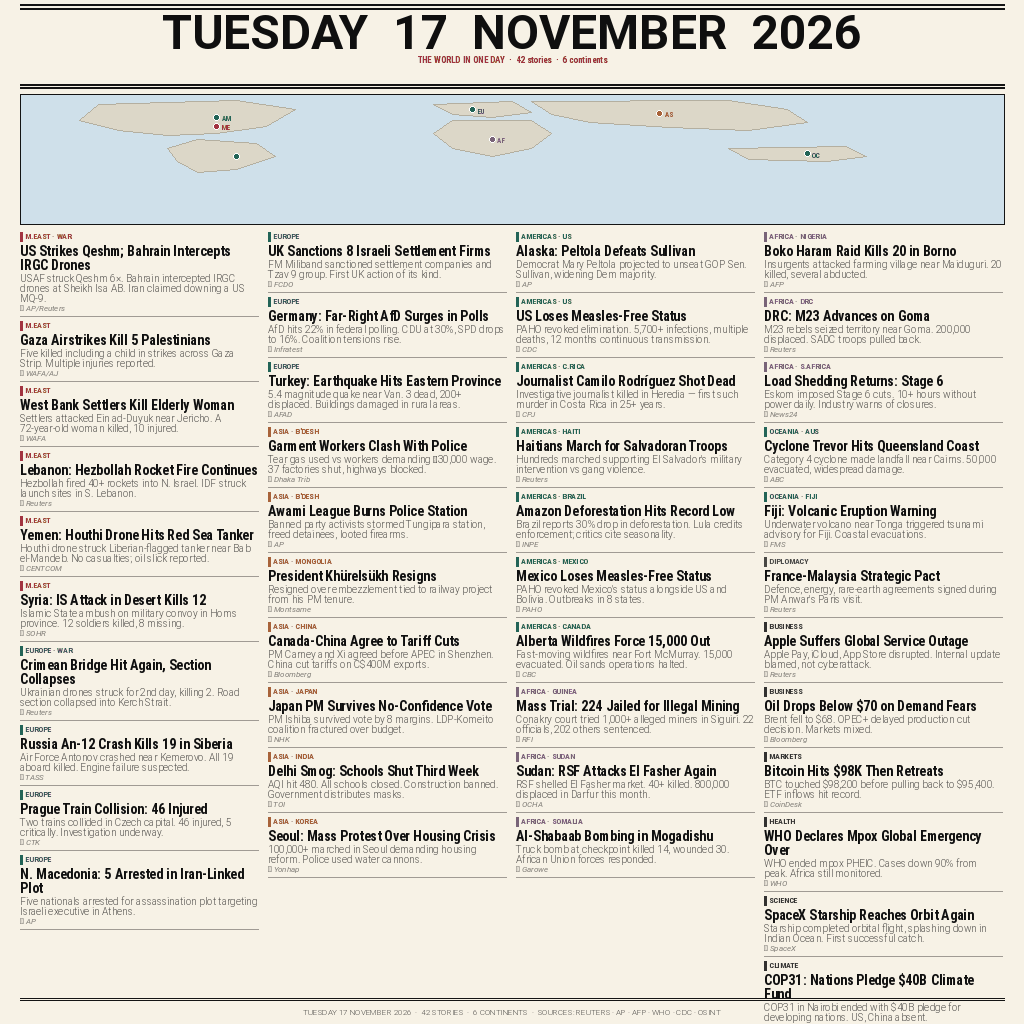 TUESDAY 17 NOVEMBER 2026
THE WORLD IN ONE DAY · 42 stories · 6 continents
AM
ME
EU
AF
AS
OC
M.EAST · WAR
US Strikes Qeshm; Bahrain Intercepts
IRGC Drones
USAF struck Qeshm 6×. Bahrain intercepted IRGC
drones at Sheikh Isa AB. Iran claimed downing a US
MQ-9.
AP/Reuters
M.EAST
Gaza Airstrikes Kill 5 Palestinians
Five killed including a child in strikes across Gaza
Strip. Multiple injuries reported.
WAFA/AJ
M.EAST
West Bank Settlers Kill Elderly Woman
Settlers attacked Ein ad-Duyuk near Jericho. A
72-year-old woman killed, 10 injured.
WAFA
M.EAST
Lebanon: Hezbollah Rocket Fire Continues
Hezbollah fired 40+ rockets into N. Israel. IDF struck
launch sites in S. Lebanon.
Reuters
M.EAST
Yemen: Houthi Drone Hits Red Sea Tanker
Houthi drone struck Liberian-flagged tanker near Bab
el-Mandeb. No casualties; oil slick reported.
CENTCOM
M.EAST
Syria: IS Attack in Desert Kills 12
Islamic State ambush on military convoy in Homs
province. 12 soldiers killed, 8 missing.
SOHR
EUROPE · WAR
Crimean Bridge Hit Again, Section
Collapses
Ukrainian drones struck for 2nd day, killing 2. Road
section collapsed into Kerch Strait.
Reuters
EUROPE
Russia An-12 Crash Kills 19 in Siberia
Air Force Antonov crashed near Kemerovo. All 19
aboard killed. Engine failure suspected.
TASS
EUROPE
Prague Train Collision: 46 Injured
Two trains collided in Czech capital. 46 injured, 5
critically. Investigation underway.
CTK
EUROPE
N. Macedonia: 5 Arrested in Iran-Linked
Plot
Five nationals arrested for assassination plot targeting
Israeli executive in Athens.
AP
EUROPE
UK Sanctions 8 Israeli Settlement Firms
FM Miliband sanctioned settlement companies and
Tzav 9 group. First UK action of its kind.
FCDO
EUROPE
Germany: Far-Right AfD Surges in Polls
AfD hits 22% in federal polling. CDU at 30%, SPD drops
to 16%. Coalition tensions rise.
Infratest
EUROPE
Turkey: Earthquake Hits Eastern Province
5.4 magnitude quake near Van. 3 dead, 200+
displaced. Buildings damaged in rural areas.
AFAD
ASIA · B'DESH
Garment Workers Clash With Police
Tear gas used vs workers demanding 30,000 wage.
37 factories shut, highways blocked.
Dhaka Trib
ASIA · B'DESH
Awami League Burns Police Station
Banned party activists stormed Tungipara station,
freed detainees, looted firearms.
AP
ASIA · MONGOLIA
President Khürelsükh Resigns
Resigned over embezzlement tied to railway project
from his PM tenure.
Montsame
ASIA · CHINA
Canada-China Agree to Tariff Cuts
PM Carney and Xi agreed before APEC in Shenzhen.
China cut tariffs on C$400M exports.
Bloomberg
ASIA · JAPAN
Japan PM Survives No-Confidence Vote
PM Ishiba survived vote by 8 margins. LDP-Komeito
coalition fractured over budget.
NHK
ASIA · INDIA
Delhi Smog: Schools Shut Third Week
AQI hit 480. All schools closed. Construction banned.
Government distributes masks.
TOI
ASIA · KOREA
Seoul: Mass Protest Over Housing Crisis
100,000+ marched in Seoul demanding housing
reform. Police used water cannons.
Yonhap
AMERICAS · US
Alaska: Peltola Defeats Sullivan
Democrat Mary Peltola projected to unseat GOP Sen.
Sullivan, widening Dem majority.
AP
AMERICAS · US
US Loses Measles-Free Status
PAHO revoked elimination. 5,700+ infections, multiple
deaths, 12 months continuous transmission.
CDC
AMERICAS · C.RICA
Journalist Camilo Rodríguez Shot Dead
Investigative journalist killed in Heredia — first such
murder in Costa Rica in 25+ years.
CPJ
AMERICAS · HAITI
Haitians March for Salvadoran Troops
Hundreds marched supporting El Salvador's military
intervention vs gang violence.
Reuters
AMERICAS · BRAZIL
Amazon Deforestation Hits Record Low
Brazil reports 30% drop in deforestation. Lula credits
enforcement; critics cite seasonality.
INPE
AMERICAS · MEXICO
Mexico Loses Measles-Free Status
PAHO revoked Mexico's status alongside US and
Bolivia. Outbreaks in 8 states.
PAHO
AMERICAS · CANADA
Alberta Wildfires Force 15,000 Out
Fast-moving wildfires near Fort McMurray. 15,000
evacuated. Oil sands operations halted.
CBC
AFRICA · GUINEA
Mass Trial: 224 Jailed for Illegal Mining
Conakry court tried 1,000+ alleged miners in Siguiri. 22
officials, 202 others sentenced.
RFI
AFRICA · SUDAN
Sudan: RSF Attacks El Fasher Again
RSF shelled El Fasher market. 40+ killed. 800,000
displaced in Darfur this month.
OCHA
AFRICA · SOMALIA
Al-Shabaab Bombing in Mogadishu
Truck bomb at checkpoint killed 14, wounded 30.
African Union forces responded.
Garowe
AFRICA · NIGERIA
Boko Haram Raid Kills 20 in Borno
Insurgents attacked farming village near Maiduguri. 20
killed, several abducted.
AFP
AFRICA · DRC
DRC: M23 Advances on Goma
M23 rebels seized territory near Goma. 200,000
displaced. SADC troops pulled back.
Reuters
AFRICA · S.AFRICA
Load Shedding Returns: Stage 6
Eskom imposed Stage 6 cuts, 10+ hours without
power daily. Industry warns of closures.
News24
OCEANIA · AUS
Cyclone Trevor Hits Queensland Coast
Category 4 cyclone made landfall near Cairns. 50,000
evacuated, widespread damage.
ABC
OCEANIA · FIJI
Fiji: Volcanic Eruption Warning
Underwater volcano near Tonga triggered tsunami
advisory for Fiji. Coastal evacuations.
FMS
DIPLOMACY
France-Malaysia Strategic Pact
Defence, energy, rare-earth agreements signed during
PM Anwar's Paris visit.
Reuters
BUSINESS
Apple Suffers Global Service Outage
Apple Pay, iCloud, App Store disrupted. Internal update
blamed, not cyberattack.
Reuters
BUSINESS
Oil Drops Below $70 on Demand Fears
Brent fell to $68. OPEC+ delayed production cut
decision. Markets mixed.
Bloomberg
MARKETS
Bitcoin Hits $98K Then Retreats
BTC touched $98,200 before pulling back to $95,400.
ETF inflows hit record.
CoinDesk
HEALTH
WHO Declares Mpox Global Emergency
Over
WHO ended mpox PHEIC. Cases down 90% from
peak. Africa still monitored.
WHO
SCIENCE
SpaceX Starship Reaches Orbit Again
Starship completed orbital flight, splashing down in
Indian Ocean. First successful catch.
SpaceX
CLIMATE
COP31: Nations Pledge $40B Climate
Fund
COP31 in Nairobi ended with $40B pledge for
developing nations. US, China absent.
TUESDAY 17 NOVEMBER 2026 · 42 STORIES · 6 CONTINENTS · SOURCES: REUTERS · AP · AFP · WHO · CDC · OSINT